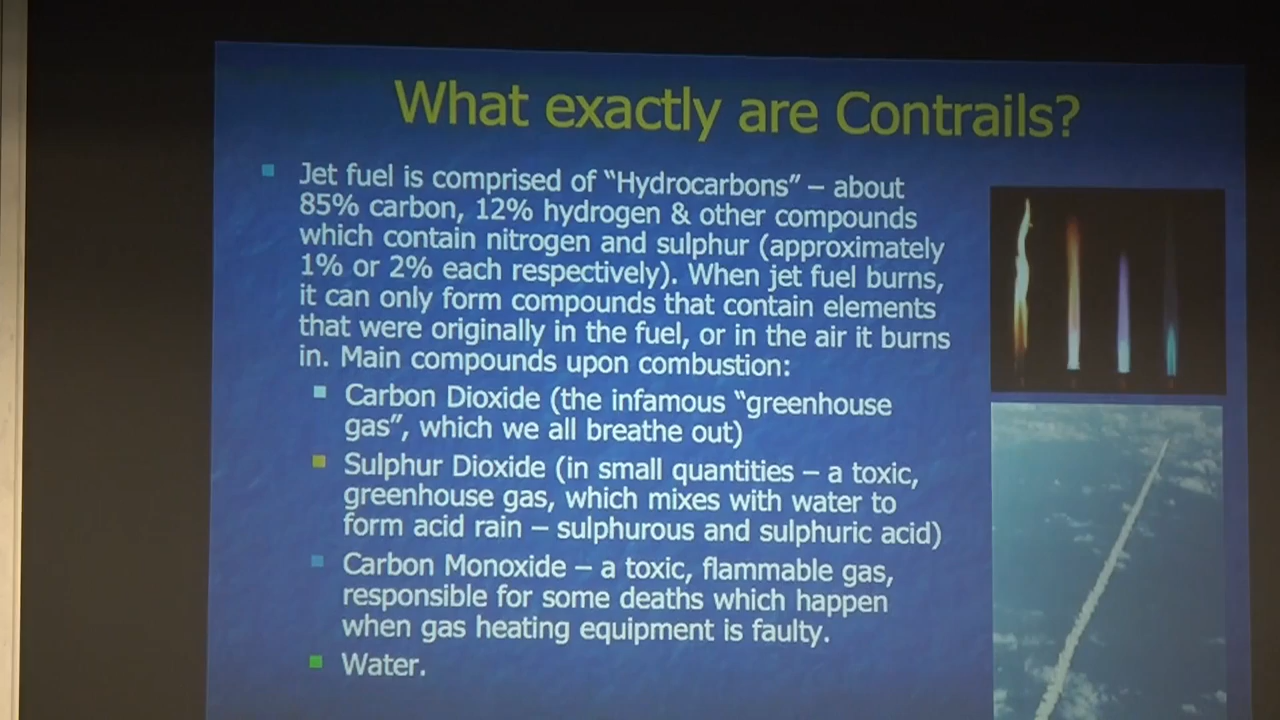 What exactly are Contrails?
Jet fuel is comprised of “Hydrocarbons” – about
85% carbon, 12% hydrogen & other compounds
which contain nitrogen and sulphur (approximately
1% or 2% each respectively). When jet fuel burns,
it can only form compounds that contain elements
that were originally in the fuel, or in the air it burns
in. Main compounds upon combustion:
Carbon Dioxide (the infamous “greenhouse
gas”, which we all breathe out)
Sulphur Dioxide (in small quantities – a toxic,
greenhouse gas, which mixes with water to
form acid rain – sulphurous and sulphuric acid)
Carbon Monoxide – a toxic, flammable gas,
responsible for some deaths which happen
when gas heating equipment is faulty.
Water.